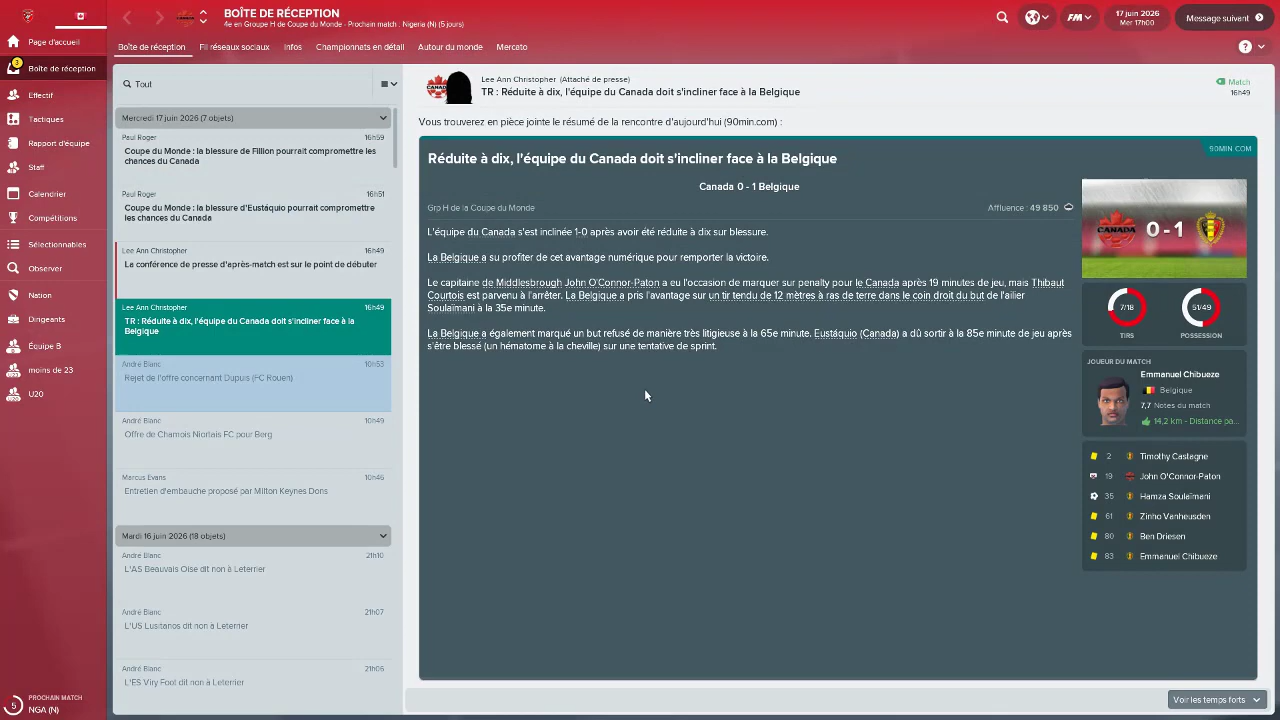 BOÎTE DE RÉCEPTION
4e en Groupe H de Coupe du Monde - Prochain match : Nigeria (N) (5 jours)
FM
17 juin 2026
Mer 17h00
Message suivant
Boîte de réception
Fil réseaux sociaux
Infos
Championnats en détail
Autour du monde
Mercato
?
Page d'accueil
3
Boîte de réception
Effectif
Tactiques
Rapport d'équipe
Staff
Calendrier
Compétitions
Sélectionnables
Observer
Nation
Dirigeants
Équipe B
moins de 23
U20
5
PROCHAIN MATCH
NGA (N)
Tout
Mercredi 17 juin 2026 (7 objets)
Paul Roger 16h59
Coupe du Monde : la blessure de Fillion pourrait compromettre les
chances du Canada
Paul Roger 16h51
Coupe du Monde : la blessure d'Eustáquio pourrait compromettre
les chances du Canada
Lee Ann Christopher 16h49
La conférence de presse d'après-match est sur le point de débuter
Lee Ann Christopher 16h49
TR : Réduite à dix, l'équipe du Canada doit s'incliner face à la
Belgique
André Blanc 10h53
Rejet de l'offre concernant Dupuis (FC Rouen)
André Blanc 10h49
Offre de Chamois Niortais FC pour Berg
Marcus Evans 10h46
Entretien d'embauche proposé par Milton Keynes Dons
Mardi 16 juin 2026 (18 objets)
André Blanc 21h10
L'AS Beauvais Oise dit non à Leterrier
André Blanc 21h07
L'US Lusitanos dit non à Leterrier
André Blanc 21h06
L'ES Viry Foot dit non à Leterrier
CANADA
Lee Ann Christopher (Attaché de presse)
TR : Réduite à dix, l'équipe du Canada doit s'incliner face à la Belgique
Match
16h49
Vous trouverez en pièce jointe le résumé de la rencontre d'aujourd'hui (90min.com) :
90MIN.COM
Réduite à dix, l'équipe du Canada doit s'incliner face à la Belgique
Canada 0 - 1 Belgique
Grp H de la Coupe du Monde
Affluence : 49 850
L'équipe du Canada s'est inclinée 1-0 après avoir été réduite à dix sur blessure.
La Belgique a su profiter de cet avantage numérique pour remporter la victoire.
Le capitaine de Middlesbrough John O'Connor-Paton a eu l'occasion de marquer sur penalty pour le Canada après 19 minutes de jeu, mais Thibaut
Courtois est parvenu à l'arrêter. La Belgique a pris l'avantage sur un tir tendu de 12 mètres à ras de terre dans le coin droit du but de l'ailier
Soulaïmani à la 35e minute.
La Belgique a également marqué un but refusé de manière très litigieuse à la 65e minute. Eustáquio (Canada) a dû sortir à la 85e minute de jeu après
s'être blessé (un hématome à la cheville) sur une tentative de sprint.
CANADA
0 - 1
7/18
TIRS
51/49
POSSESSION
JOUEUR DU MATCH
Emmanuel Chibueze
Belgique
7,7 Notes du match
14,2 km - Distance pa...
2 Timothy Castagne
19 John O'Connor-Paton
35 Hamza Soulaïmani
61 Zinho Vanheusden
80 Ben Driesen
83 Emmanuel Chibueze
Voir les temps forts